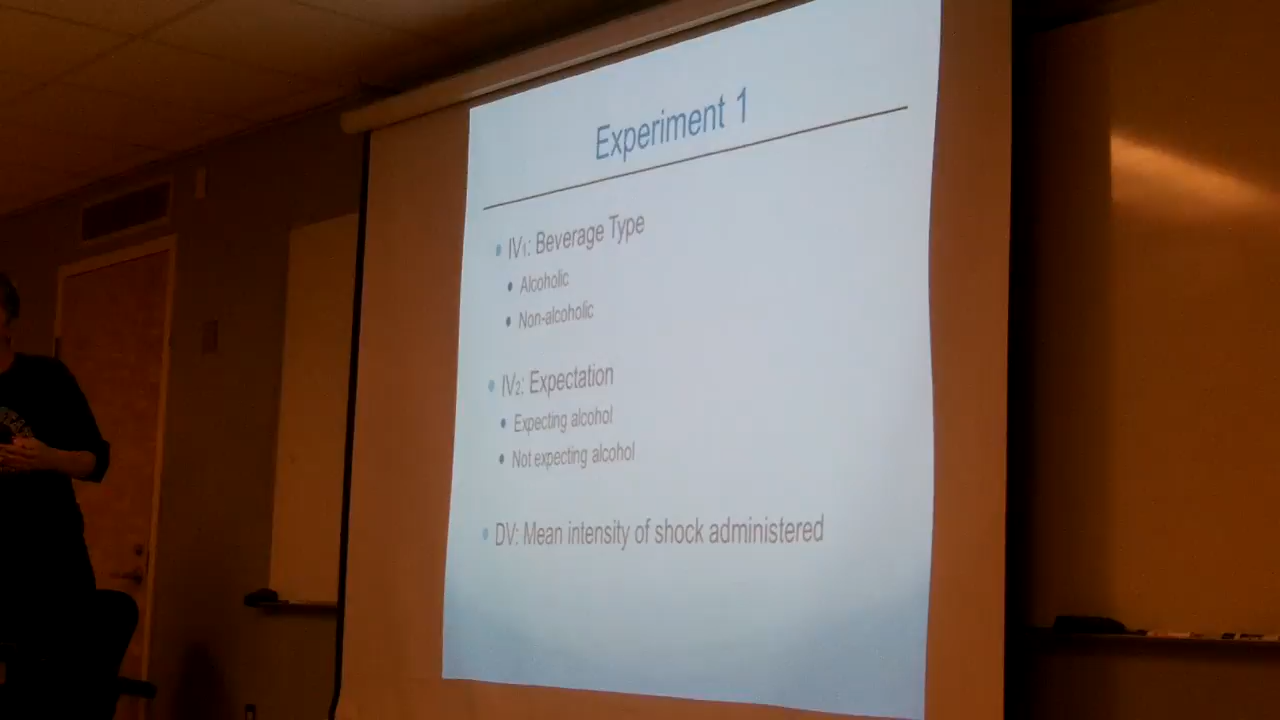 Experiment 1
• IV₁: Beverage Type
• Alcoholic
• Non-alcoholic
• IV₂: Expectation
• Expecting alcohol
• Not expecting alcohol
• DV: Mean intensity of shock administered